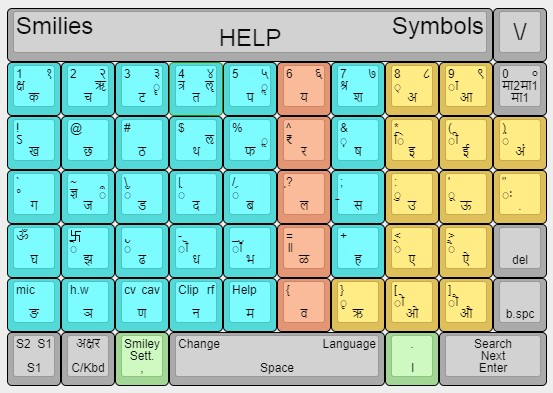 Smilies HELP Symbols \/
1 १ क्ष क
2 २ ऋ च
3 ३ ट
4 ४ त्र ऌ त
5 ५ प
6 ६ य
7 ७ श्र श
8 ८ अ
9 ९ ा आ
0 ० मा2मा1 मा1
! ऽ ख
@ छ
# ठ
$ ॡ थ
% फ
^ ₹ र
& ष
* ि इ
( ी ई
) अं
` ° ग
~ ज्ञ ज
\ ड
| द
/ ब
? ल
; - स
: ु उ
' ू ऊ
" ः .
ॐ घ
卐 झ
ढ
- ध
भ
= ॥ ळ
+ ह
< े ए
> ै ऐ
del
mic ङ
h.w ञ
cv cav ण
Clip rf न
Help म
{ व
} ृ ऋ
[ ो ओ
] ौ औ
b.spc
S2 S1 S1
अक्षर C/Kbd
Smiley Sett. ,
Change Language Space
. ।
Search Next Enter